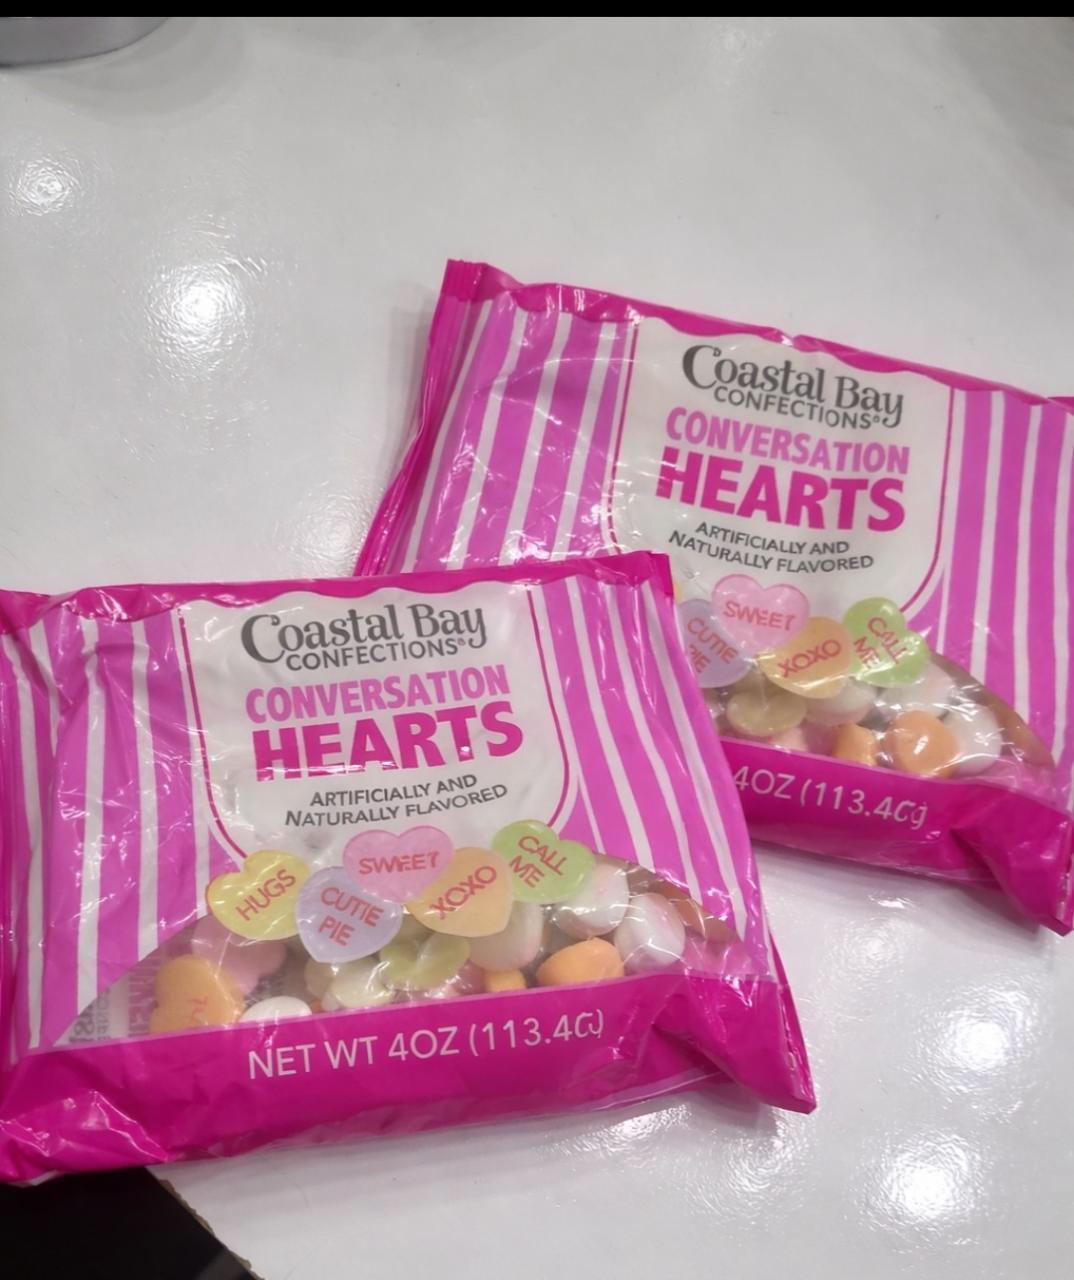 Coastal Bay
CONFECTIONS®
CONVERSATION
HEARTS
ARTIFICIALLY AND
NATURALLY FLAVORED
SWEET
CUTIE
PIE
XOXO
CALL
ME
4OZ (113.4
Coastal Bay
CONFECTIONS®
CONVERSATION
HEARTS
ARTIFICIALLY AND
NATURALLY FLAVORED
HUGS
CUTIE
PIE
SWEET
XOXO
CALL
ME
NET WT 4OZ (113.4G)